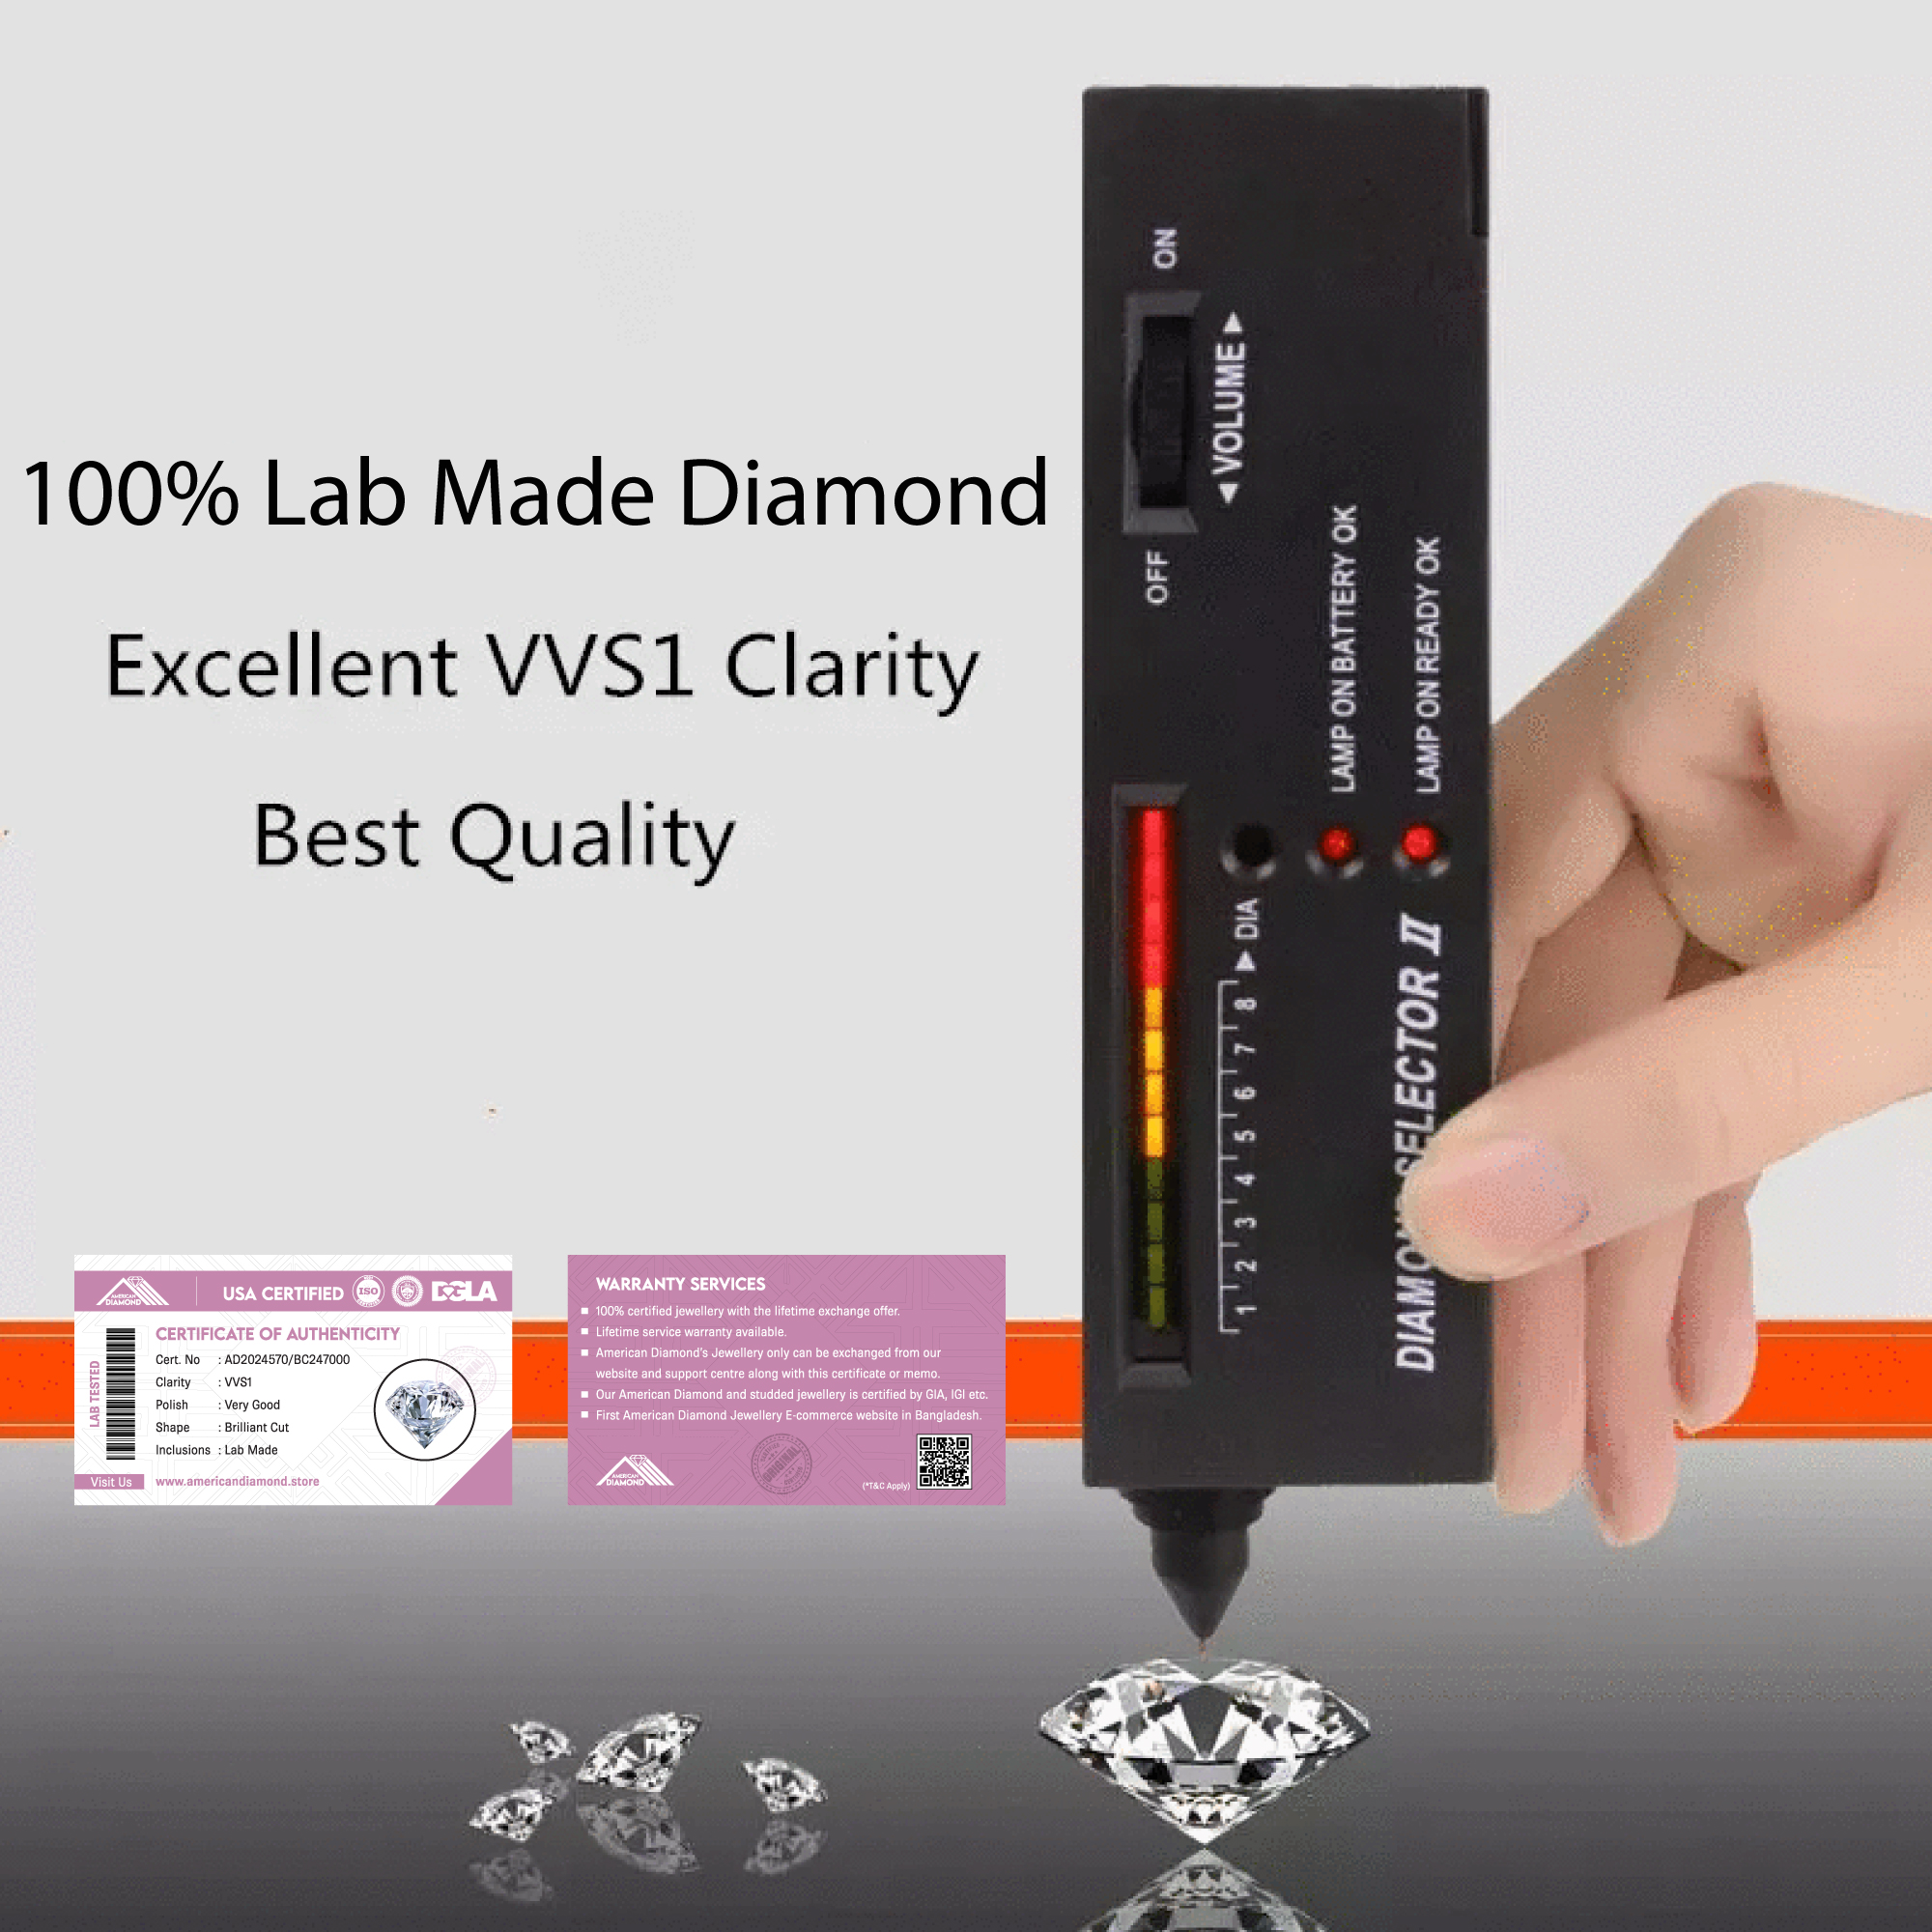 100% Lab Made Diamond
Excellent VVS1 Clarity
Best Quality
ON
OFF
◀ VOLUME ▶
LAMP ON BATTERY OK
LAMP ON READY OK
1 2 3 4 5 6 7 8 ▶ DIA
SELECTOR II
AMERICAN
DIAMOND
USA CERTIFIED
ISO
DGLA
CERTIFICATE OF AUTHENTICITY
LAB TESTED
Cert. No : AD2024570/BC247000
Clarity : VVS1
Polish : Very Good
Shape : Brilliant Cut
Inclusions : Lab Made
Visit Us
www.americandiamond.store
WARRANTY SERVICES
100% certified jewellery with the lifetime exchange offer.
Lifetime service warranty available.
American Diamond's Jewellery only can be exchanged from our
website and support centre along with this certificate or memo.
Our American Diamond and studded jewellery is certified by GIA, IGI etc.
First American Diamond Jewellery E-commerce website in Bangladesh.
AMERICAN
DIAMOND
ORIGINAL
(*T&C Apply)